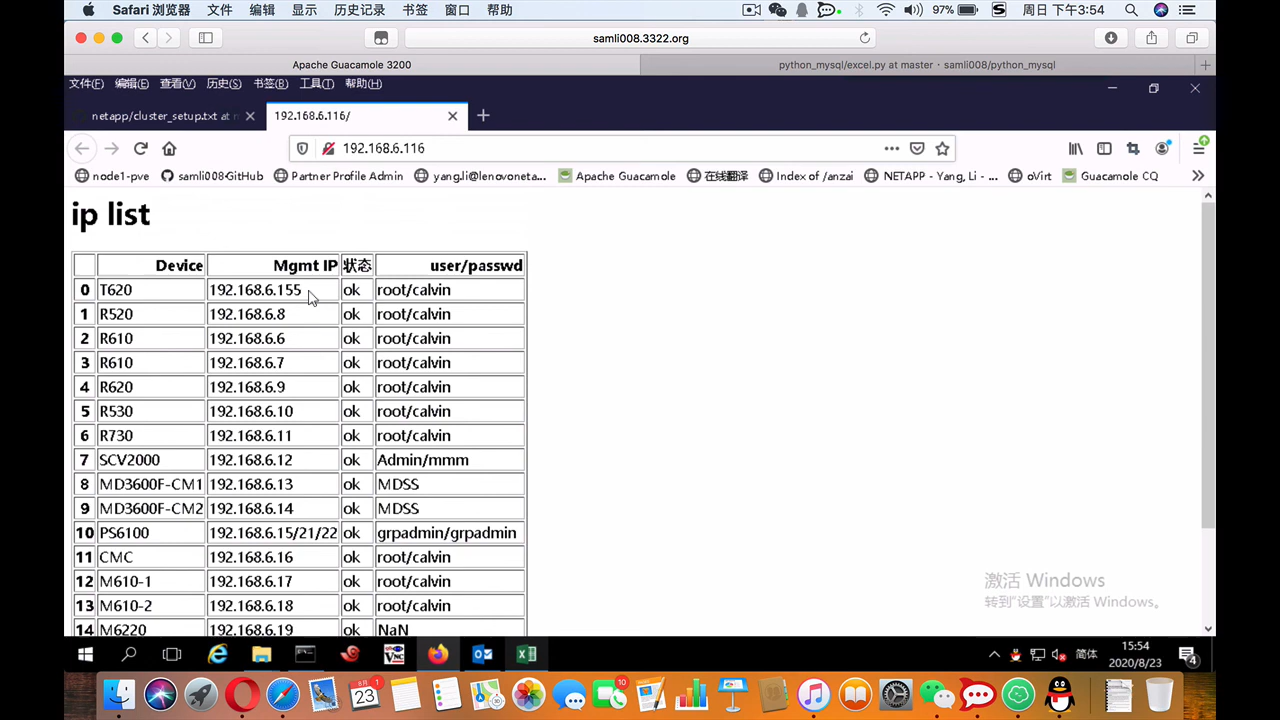 Safari 浏览器 文件 编辑 显示 历史记录 书签 窗口 帮助 97% 周日 下午3:54
samli008.3322.org
Apache Guacamole 3200 python_mysql/excel.py at master · samli008/python_mysql
文件(F) 编辑(E) 查看(V) 历史(S) 书签(B) 工具(T) 帮助(H)
netapp/cluster_setup.txt at 192.168.6.116/
192.168.6.116
node1-pve samli008·GitHub Partner Profile Admin yang.li@lenovoneta... Apache Guacamole 在线翻译 Index of /anzai NETAPP - Yang, Li - ... oVirt Guacamole CQ
ip list
Device Mgmt IP 状态 user/passwd
0 T620 192.168.6.155 ok root/calvin
1 R520 192.168.6.8 ok root/calvin
2 R610 192.168.6.6 ok root/calvin
3 R610 192.168.6.7 ok root/calvin
4 R620 192.168.6.9 ok root/calvin
5 R530 192.168.6.10 ok root/calvin
6 R730 192.168.6.11 ok root/calvin
7 SCV2000 192.168.6.12 ok Admin/mmm
8 MD3600F-CM1 192.168.6.13 ok MDSS
9 MD3600F-CM2 192.168.6.14 ok MDSS
10 PS6100 192.168.6.15/21/22 ok grpadmin/grpadmin
11 CMC 192.168.6.16 ok root/calvin
12 M610-1 192.168.6.17 ok root/calvin
13 M610-2 192.168.6.18 ok root/calvin
14 M6220 192.168.6.19 ok NaN
激活 Windows
转到"设置"以激活 Windows。
简体 15:54
2020/8/23 4
8月 23 1 10